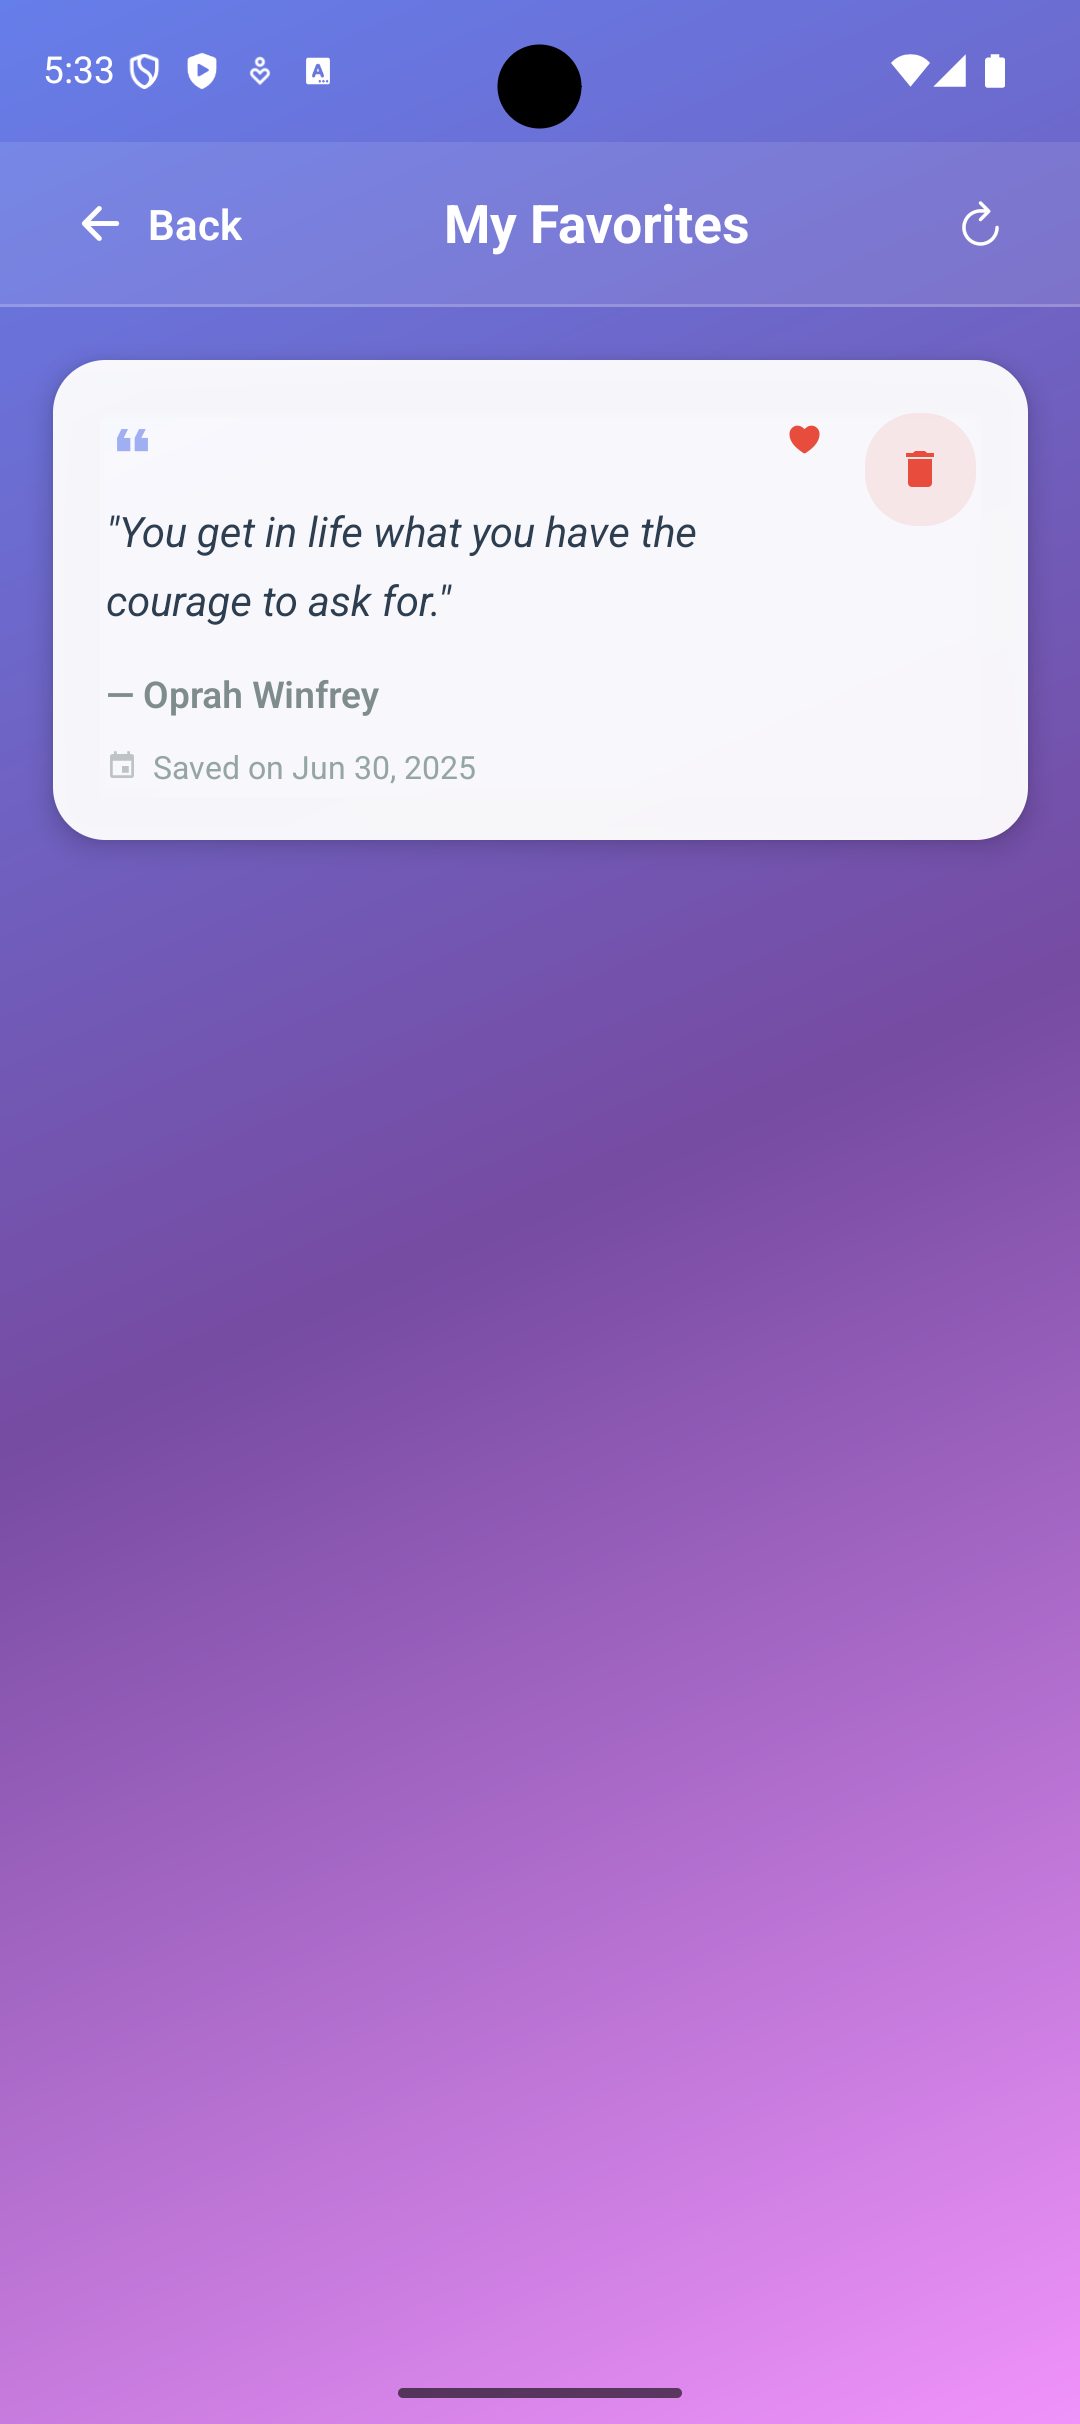 5:33
Back
My Favorites
"You get in life what you have the
courage to ask for."
— Oprah Winfrey
Saved on Jun 30, 2025